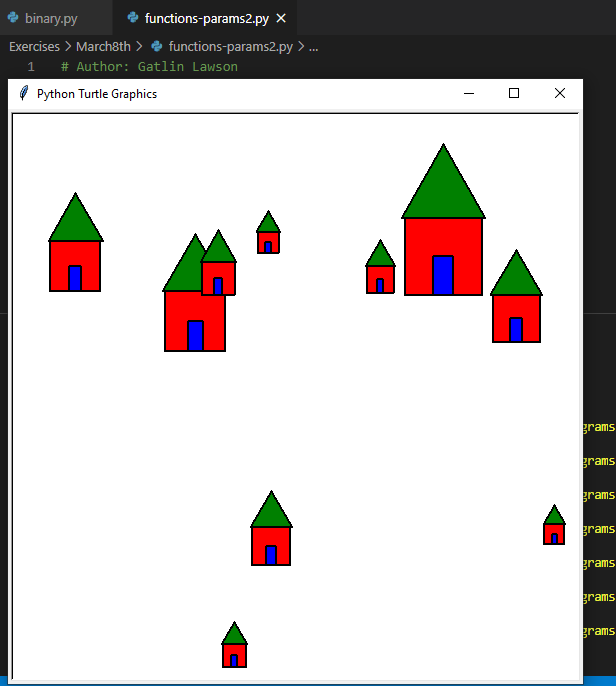 binary.py
functions-params2.py
Exercises > March8th > functions-params2.py > ...
1 # Author: Gatlin Lawson
Python Turtle Graphics
grams
grams
grams
grams
grams
grams
grams